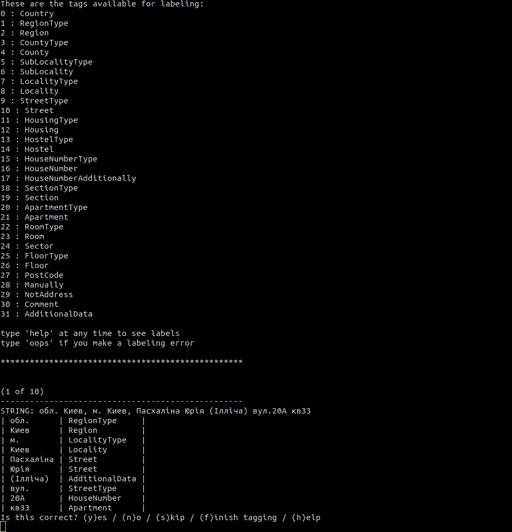 These are the tags available for labeling:
0 : Country
1 : RegionType
2 : Region
3 : CountyType
4 : County
5 : SubLocalityType
6 : SubLocality
7 : LocalityType
8 : Locality
9 : StreetType
10 : Street
11 : HousingType
12 : Housing
13 : HostelType
14 : Hostel
15 : HouseNumberType
16 : HouseNumber
17 : HouseNumberAdditionally
18 : SectionType
19 : Section
20 : ApartmentType
21 : Apartment
22 : RoomType
23 : Room
24 : Sector
25 : FloorType
26 : Floor
27 : PostCode
28 : Manually
29 : NotAddress
30 : Comment
31 : AdditionalData
type 'help' at any time to see labels
type 'oops' if you make a labeling error
*************************************************
(1 of 10)
-------------------------------------------------
STRING: обл. Киев, м. Киев, Пасхаліна Юрія (Ілліча) вул.20А кв33
| обл. | RegionType |
| Киев | Region |
| м. | LocalityType |
| Киев | Locality |
| Пасхаліна | Street |
| Юрія | Street |
| (Ілліча) | AdditionalData |
| вул. | StreetType |
| 20А | HouseNumber |
| кв33 | Apartment |
Is this correct? (y)es / (n)o / (s)kip / (f)inish tagging / (h)elp